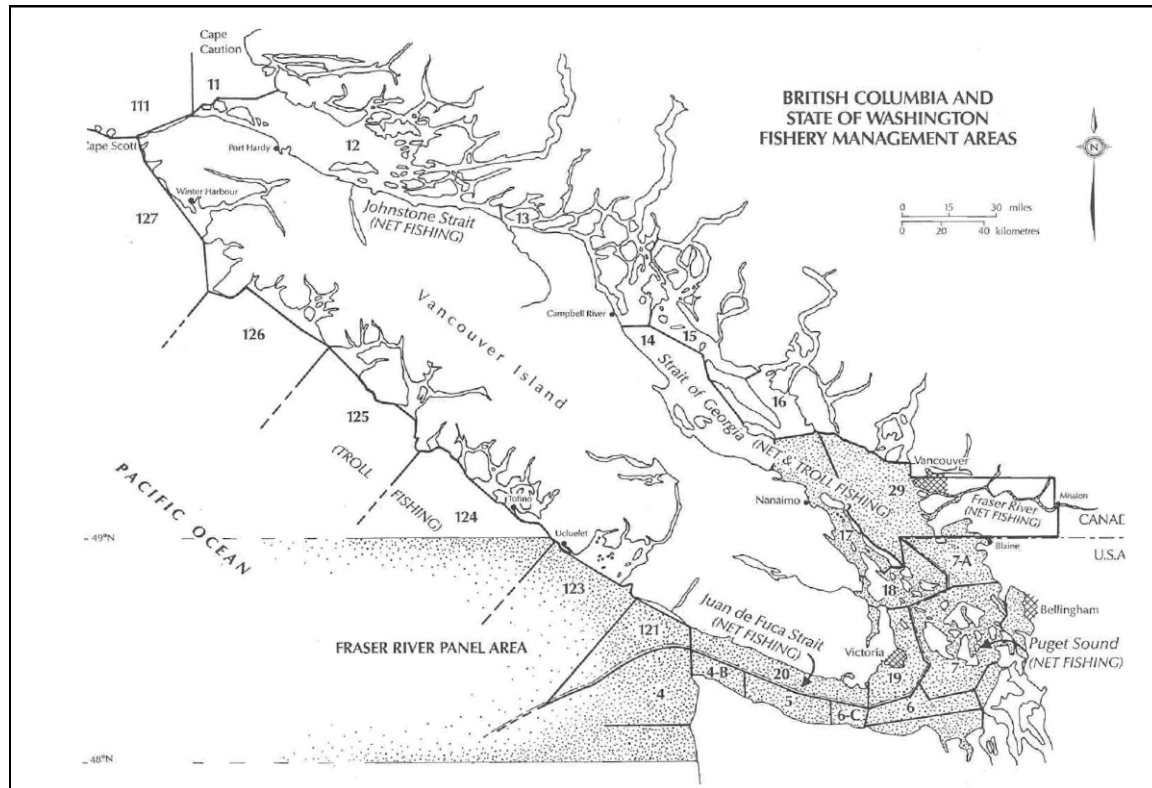 Cape
Caution
11
111
Cape Scott
BRITISH COLUMBIA AND
STATE OF WASHINGTON
FISHERY MANAGEMENT AREAS
N
Port Hardy
12
0 15 30 miles
0 20 40 kilometres
Winter Harbour
127
Johnstone Strait
(NET FISHING)
13
Vancouver Island
Campbell River
126
14
15
Strait of Georgia
16
(NET & TROLL FISHING)
125
(TROLL
FISHING)
PACIFIC OCEAN
Vancouver
29
Nanaimo
Fraser River
(NET FISHING)
Mission
CANAD
124
Tofino
Ucluelet
17
49°N
Blaine
U.S.A
7-A
123
18
Bellingham
Juan de Fuca Strait
(NET FISHING)
121
FRASER RIVER PANEL AREA
Victoria
Puget Sound
(NET FISHING)
7
20
19
4-B
4
5
6-C
6
48°N